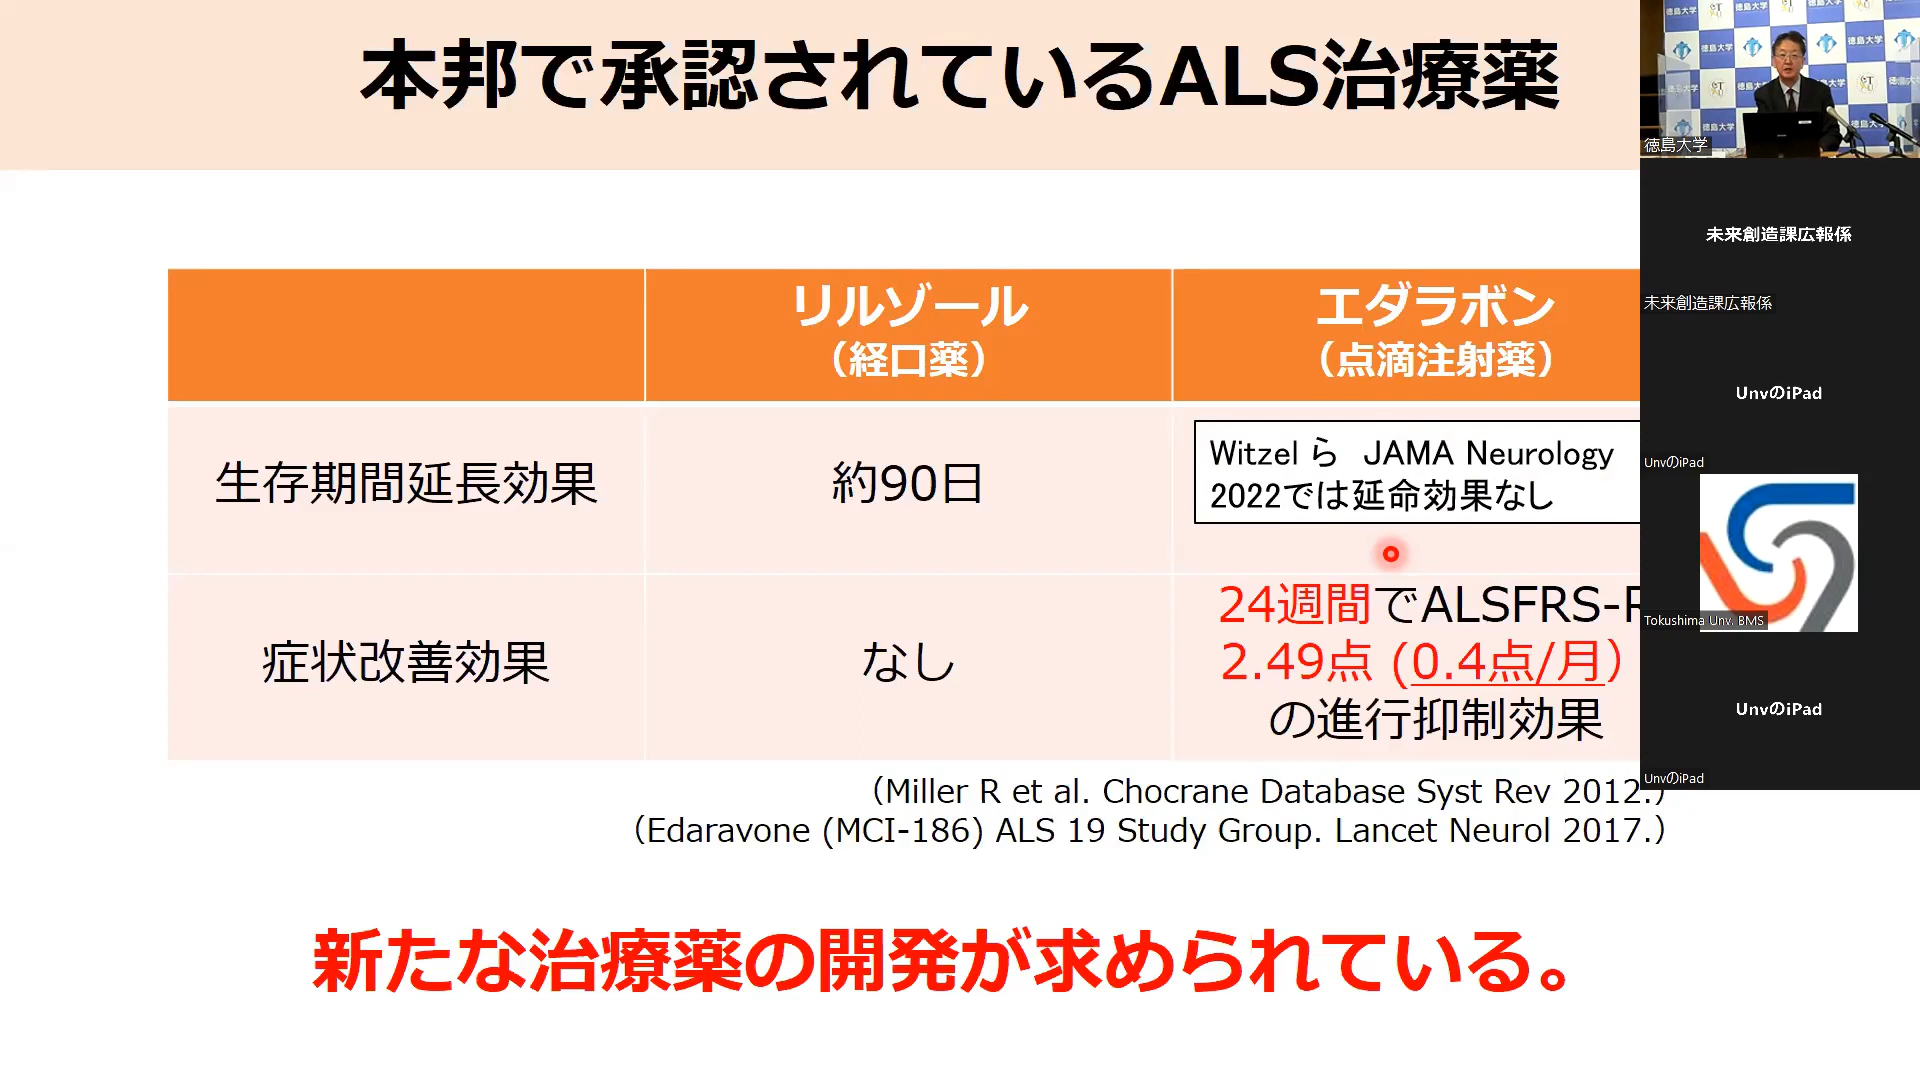 本邦で承認されているALS治療薬
リルゾール
（経口薬）
エダラボン
（点滴注射薬）
生存期間延長効果
約90日
Witzel ら JAMA Neurology
2022では延命効果なし
症状改善効果
なし
24週間でALSFRS-R
2.49点 (0.4点/月）
の進行抑制効果
（Miller R et al. Chocrane Database Syst Rev 2012.）
（Edaravone (MCI-186) ALS 19 Study Group. Lancet Neurol 2017.）
新たな治療薬の開発が求められている。
徳島大学
未来創造課広報係
未来創造課広報係
UnvのiPad
UnvのiPad
Tokushima Unv. BMS
UnvのiPad
UnvのiPad